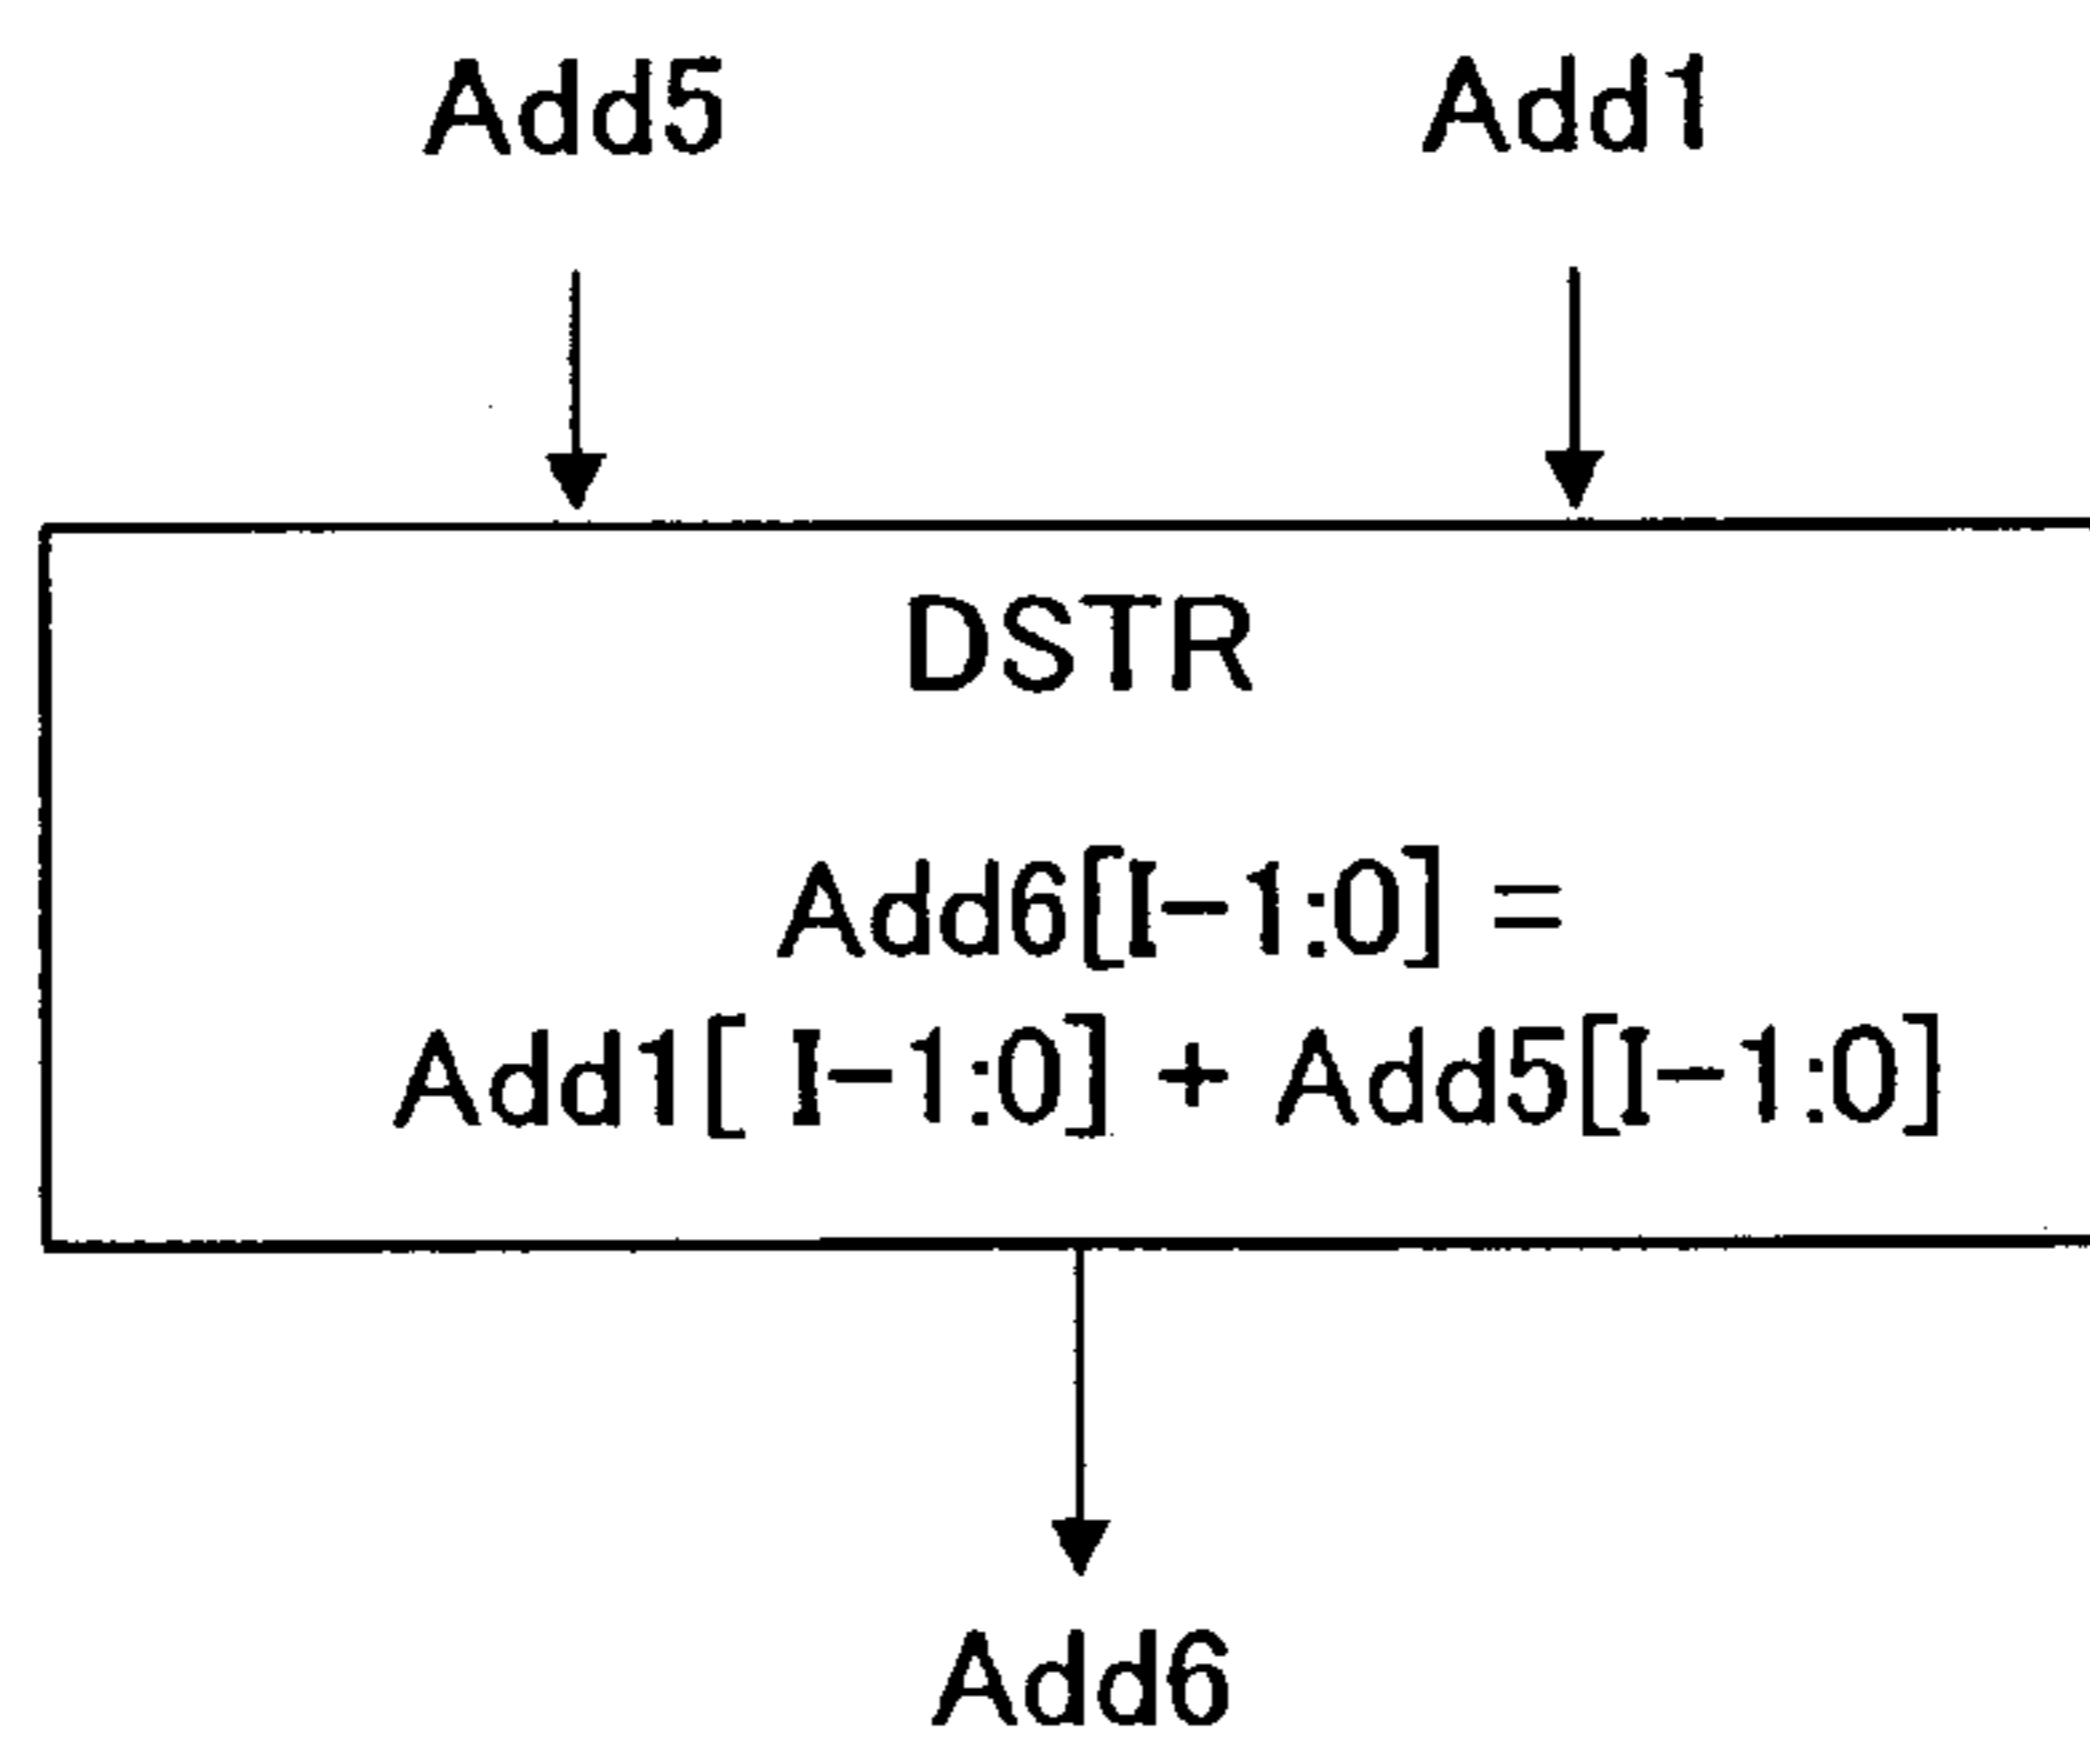 Add5 Add1
DSTR
Add6[I-1:0] =
Add1[ I-1:0] + Add5[I-1:0]
Add6